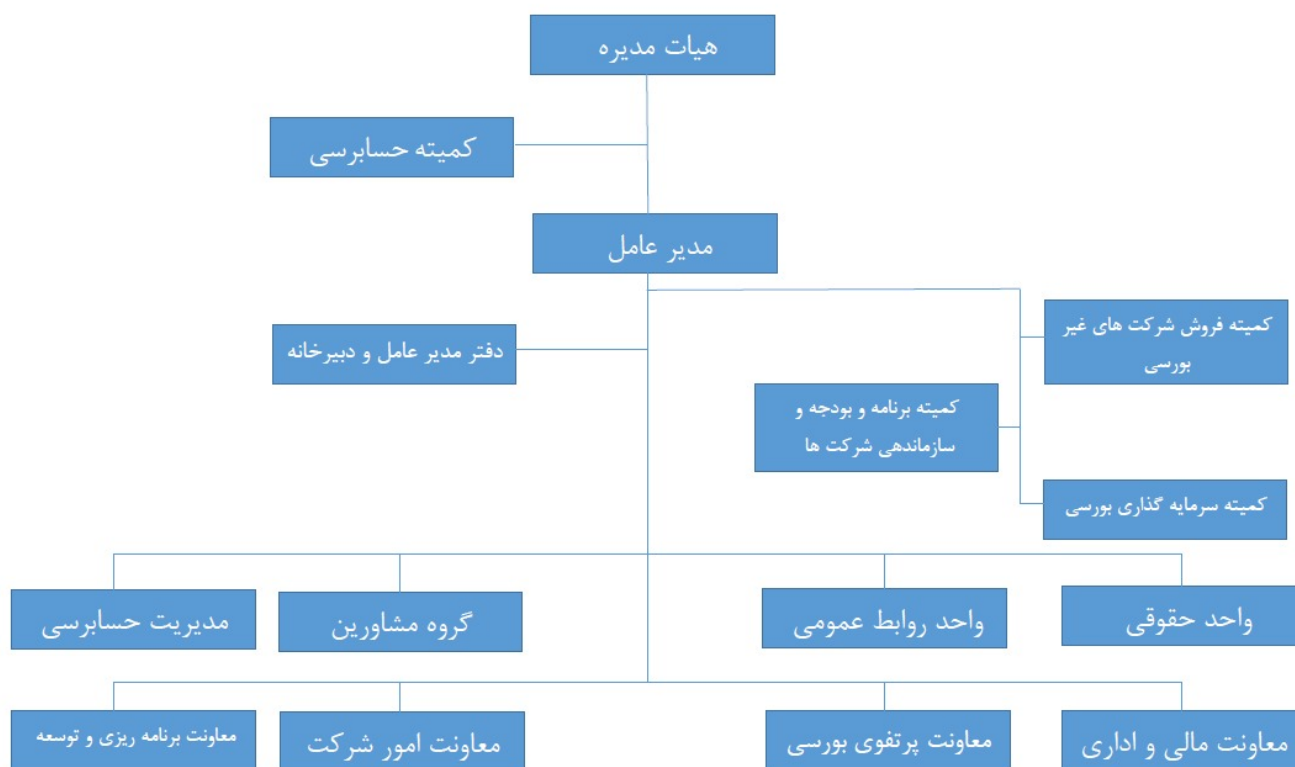 هیات مدیره
کمیته حسابرسی
مدیر عامل
کمیته فروش شرکت های غیر
بورسی
دفتر مدیر عامل و دبیرخانه
کمیته برنامه و بودجه و
سازماندهی شرکت ها
کمیته سرمایه گذاری بورسی
واحد حقوقی
واحد روابط عمومی
گروه مشاورین
مدیریت حسابرسی
معاونت مالی و اداری
معاونت پرتفوی بورسی
معاونت امور شرکت
معاونت برنامه ریزی و توسعه